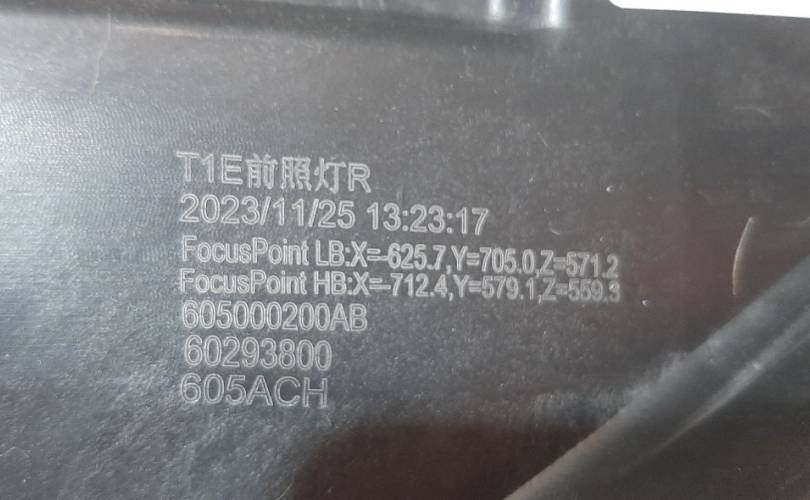 T1E前照灯R
2023/11/25 13:23:17
FocusPoint LB:X=-625.7,Y=705.0,Z=571.2
FocusPoint HB:X=-712.4,Y=579.1,Z=559.3
605000200AB
60293800
605ACH